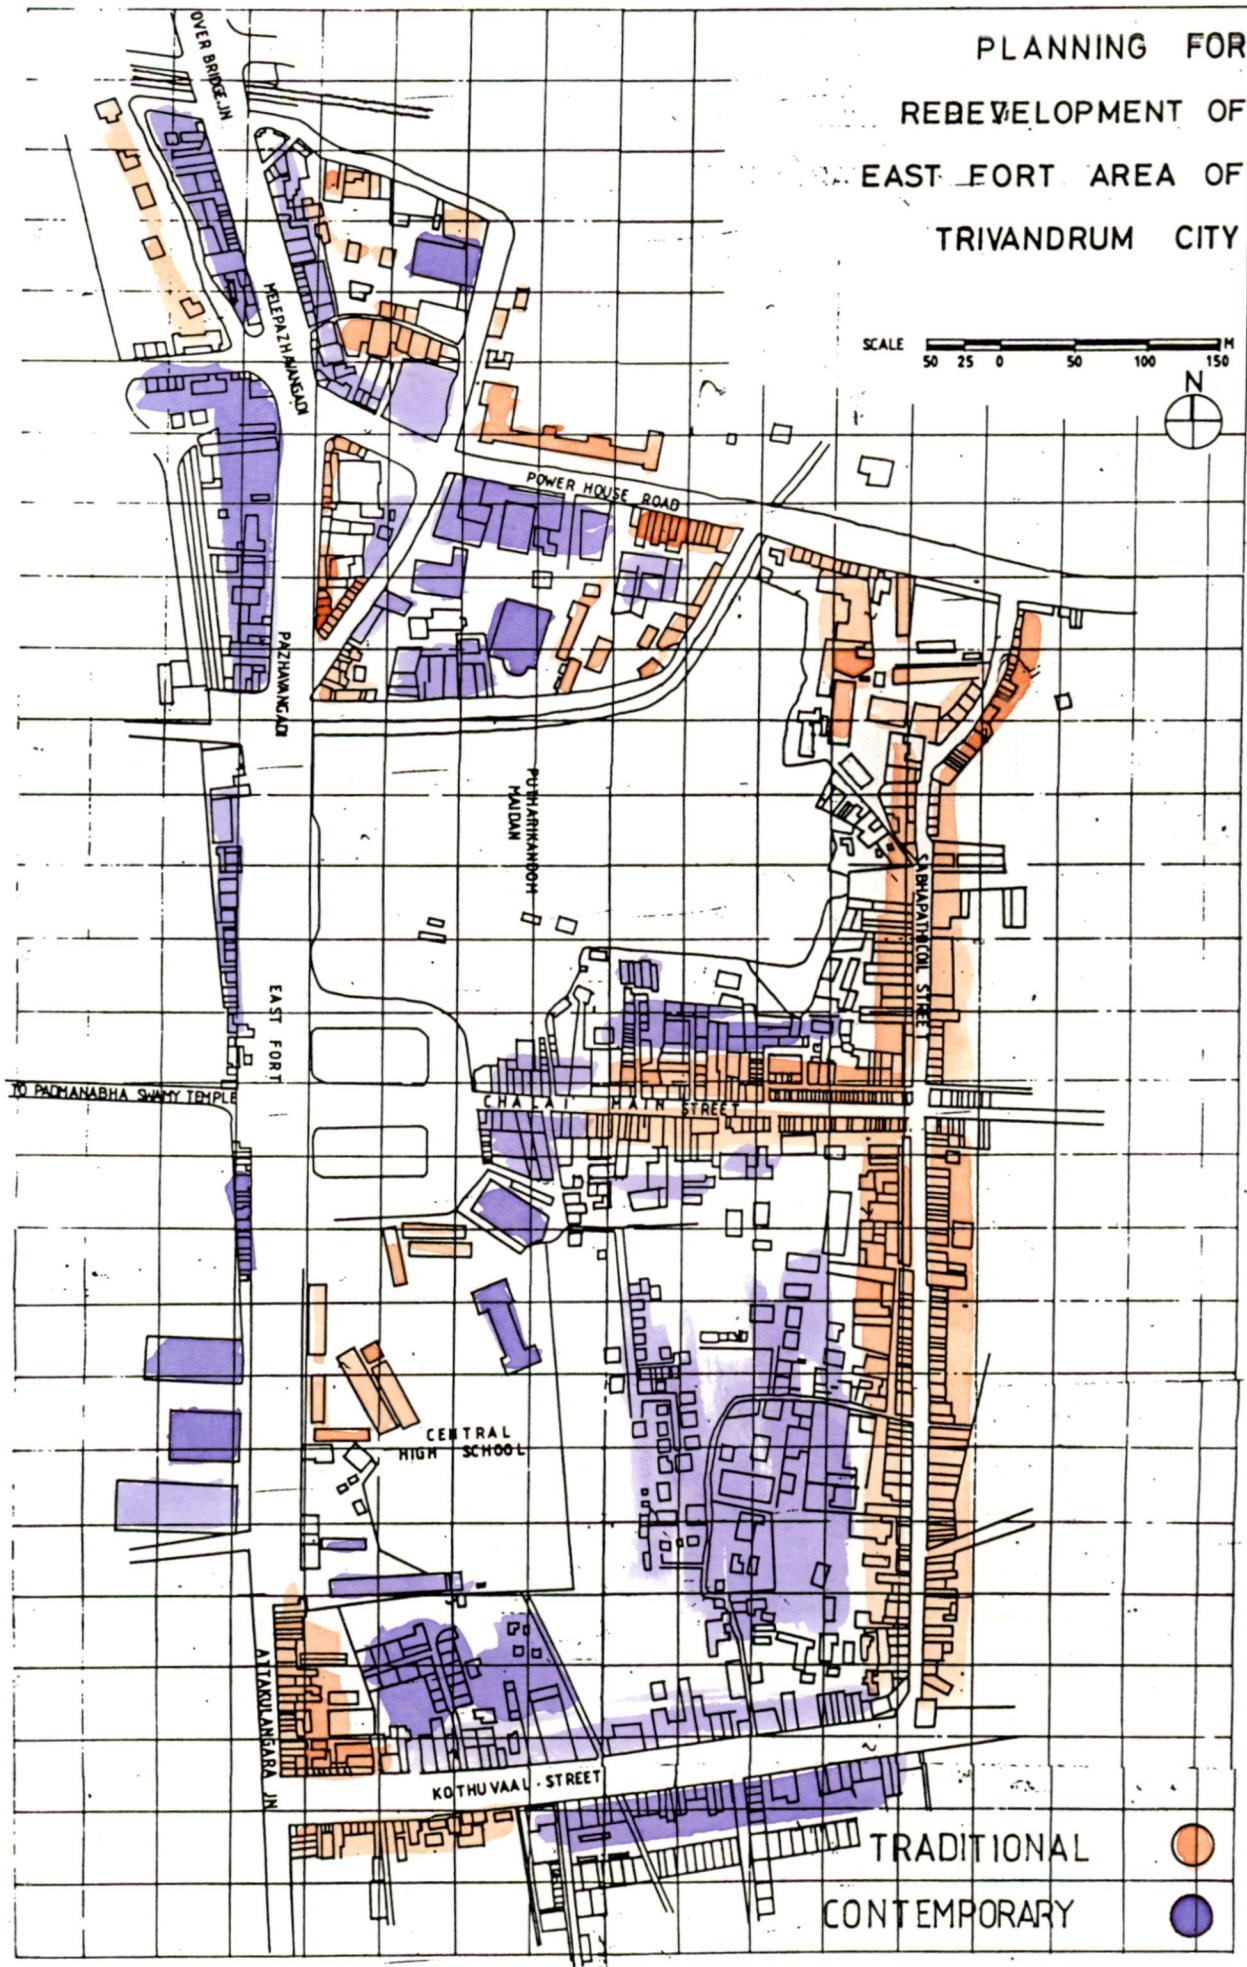 PLANNING FOR
REDEVELOPMENT OF
EAST FORT AREA OF
TRIVANDRUM CITY
SCALE 50 25 0 50 100 150 M
N
OVER BRIDGE JN
MELEPAZHAVANGADI
POWER HOUSE ROAD
PAZHAVANGADI
PUTHARIKANDOM
MAIDAN
SABHAPATHICOIL STREET
EAST FORT
TO PADMANABHA SWAMY TEMPLE
CHALAI MAIN STREET
CENTRAL
HIGH SCHOOL
ATTAKULANGARA JN
KOTHUVAAL - STREET
TRADITIONAL
CONTEMPORARY